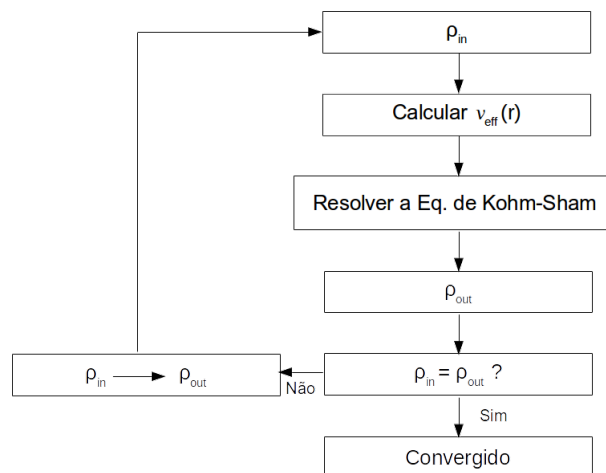 ρin
Calcular veff(r)
Resolver a Eq. de Kohm-Sham
ρout
ρin = ρout ?
Não
ρin → ρout
Sim
Convergido